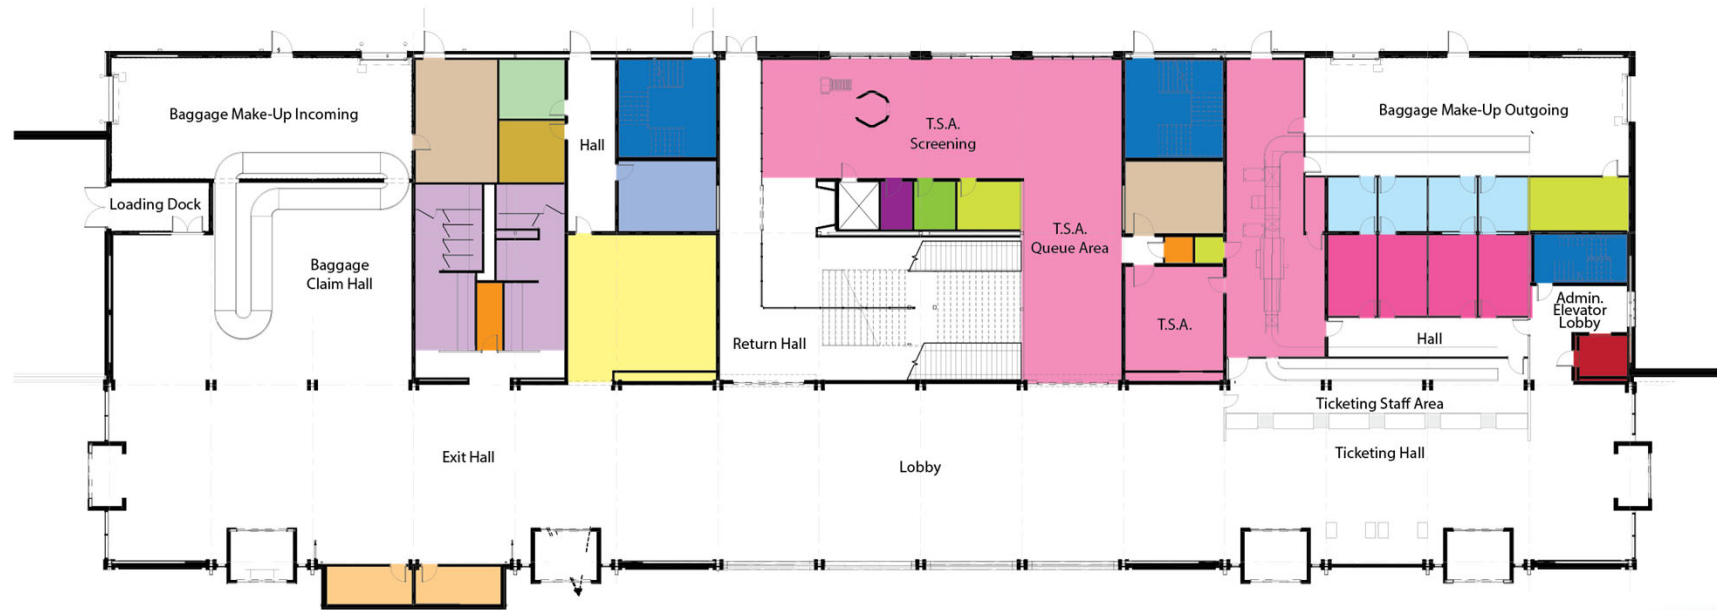 Baggage Make-Up Incoming
Hall
T.S.A.
Screening
Baggage Make-Up Outgoing
Loading Dock
T.S.A.
Queue Area
Baggage
Claim Hall
Admin.
Elevator
Lobby
T.S.A.
Return Hall
Hall
Ticketing Staff Area
Exit Hall
Lobby
Ticketing Hall